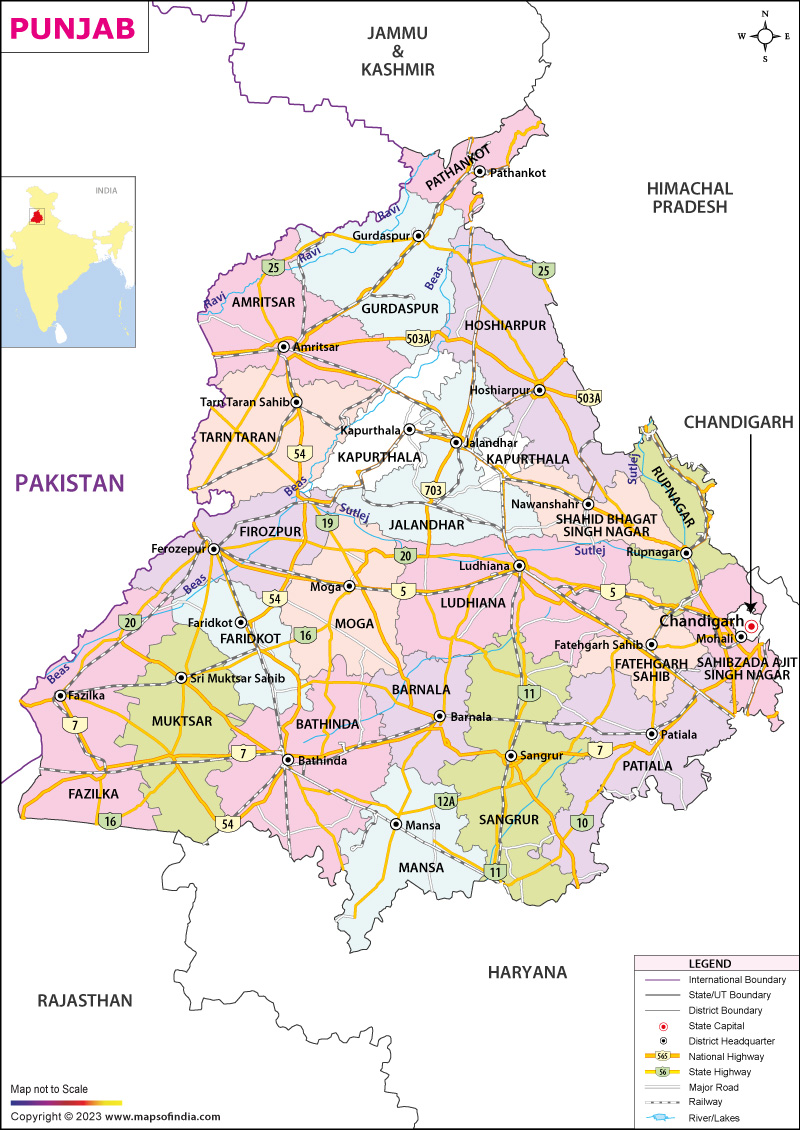 PUNJAB
JAMMU
&
KASHMIR
N
W
E
S
INDIA
HIMACHAL
PRADESH
PATHANKOT
Pathankot
Ravi
Gurdaspur
Ravi
25
Beas
25
Ravi
AMRITSAR
GURDASPUR
HOSHIARPUR
503A
Amritsar
Hoshiarpur
503A
Tarn Taran Sahib
Kapurthala
CHANDIGARH
TARN TARAN
Jalandhar
54
KAPURTHALA
KAPURTHALA
Sutlej
RUPNAGAR
PAKISTAN
Beas
703
Nawanshahr
Sutlej
19
JALANDHAR
SHAHID BHAGAT
SINGH NAGAR
FIROZPUR
Ferozepur
20
Sutlej
Rupnagar
Ludhiana
Beas
Moga
5
5
54
LUDHIANA
20
Faridkot
FARIDKOT
16
MOGA
Chandigarh
Mohali
Fatehgarh Sahib
FATEHGARH
SAHIB
SAHIBZADA AJIT
SINGH NAGAR
Beas
Sri Muktsar Sahib
Fazilka
BARNALA
11
7
MUKTSAR
BATHINDA
Barnala
Patiala
7
Bathinda
Sangrur
7
PATIALA
FAZILKA
12A
16
54
Mansa
SANGRUR
10
MANSA
11
HARYANA
RAJASTHAN
LEGEND
International Boundary
State/UT Boundary
District Boundary
State Capital
District Headquarter
565 National Highway
56 State Highway
Major Road
Railway
River/Lakes
Map not to Scale
Copyright © 2023 www.mapsofindia.com